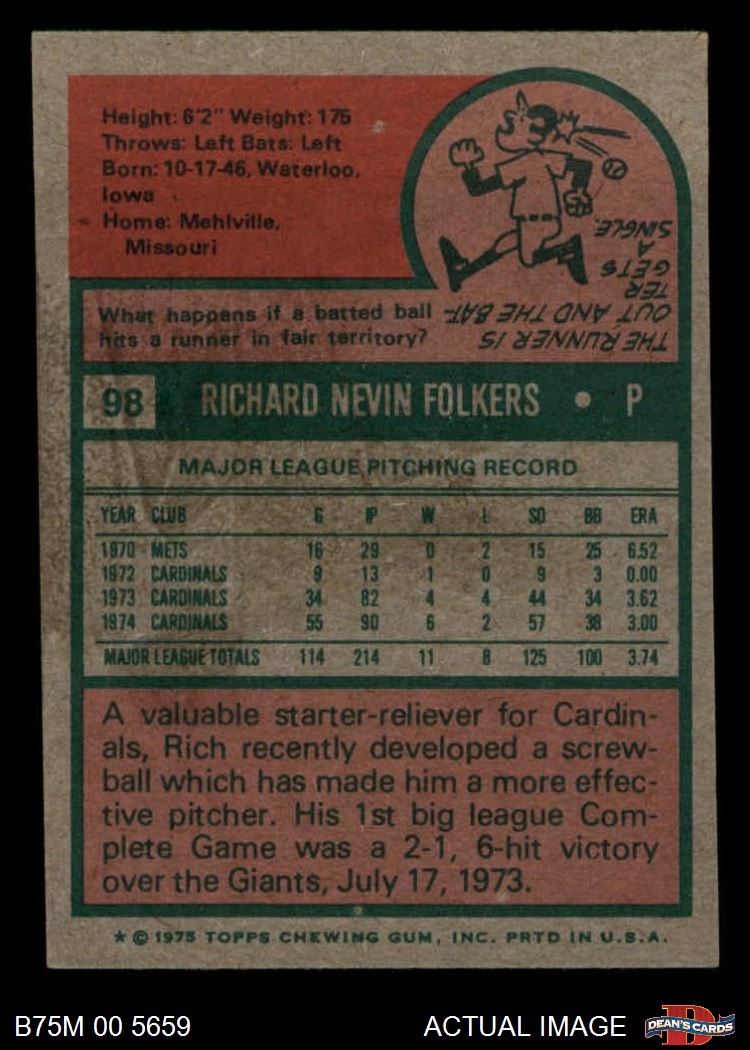 Height: 6'2" Weight: 175
Throws: Left Bats: Left
Born: 10-17-46, Waterloo,
Iowa
Home: Mehlville,
Missouri
What happens if a batted ball
hits a runner in fair territory?
THE RUNNER IS
OUT AND THE BAT-
TER
GETS
A
SINGLE.
98 RICHARD NEVIN FOLKERS • P
MAJOR LEAGUE PITCHING RECORD
YEAR CLUB G IP W L SO BB ERA
1970 METS 16 29 0 2 15 25 6.52
1972 CARDINALS 9 13 1 0 9 3 0.00
1973 CARDINALS 34 82 4 4 44 34 3.62
1974 CARDINALS 55 90 6 2 57 38 3.00
MAJOR LEAGUE TOTALS 114 214 11 8 125 100 3.74
A valuable starter-reliever for Cardin-
als, Rich recently developed a screw-
ball which has made him a more effec-
tive pitcher. His 1st big league Com-
plete Game was a 2-1, 6-hit victory
over the Giants, July 17, 1973.
* © 1975 TOPPS CHEWING GUM, INC. PRTD IN U.S.A.
B75M 00 5659
ACTUAL IMAGE
D
DEAN'S CARDS